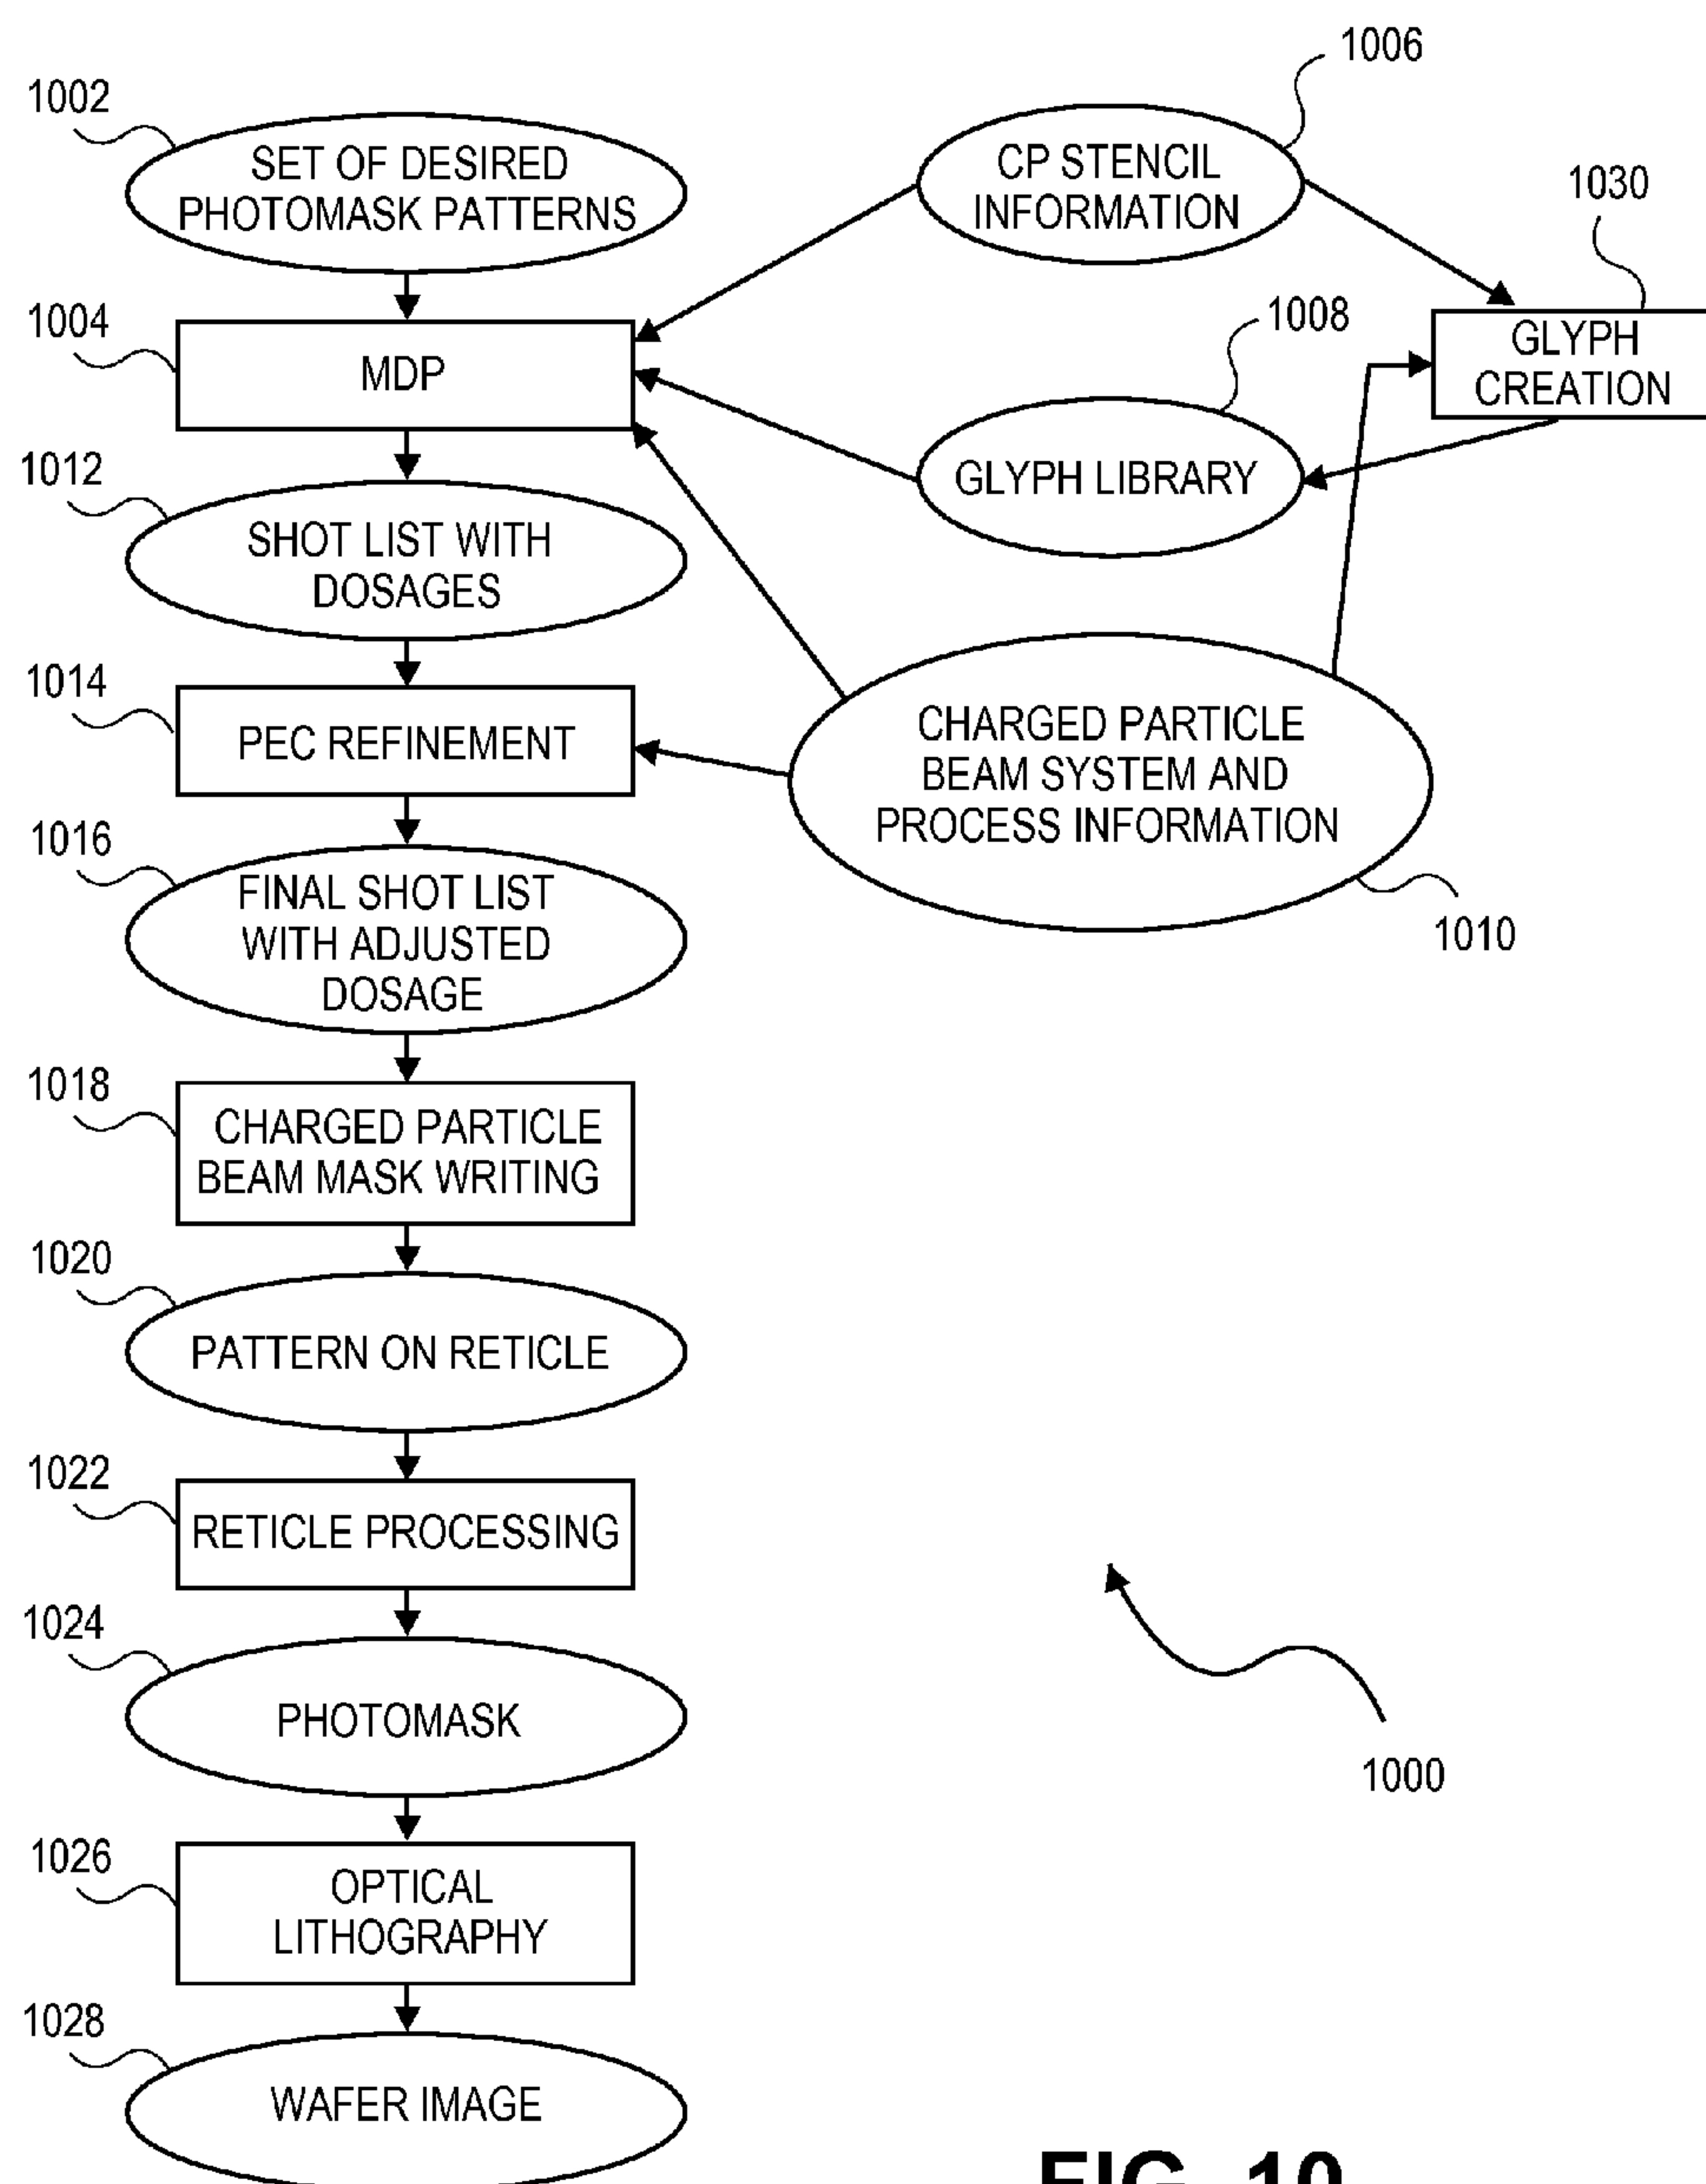 1002
SET OF DESIRED
PHOTOMASK PATTERNS
1006
CP STENCIL
INFORMATION
1030
GLYPH
CREATION
1004
MDP
1008
GLYPH LIBRARY
1012
SHOT LIST WITH
DOSAGES
1014
PEC REFINEMENT
CHARGED PARTICLE
BEAM SYSTEM AND
PROCESS INFORMATION
1010
1016
FINAL SHOT LIST
WITH ADJUSTED
DOSAGE
1018
CHARGED PARTICLE
BEAM MASK WRITING
1020
PATTERN ON RETICLE
1022
RETICLE PROCESSING
1024
PHOTOMASK
1000
1026
OPTICAL
LITHOGRAPHY
1028
WAFER IMAGE
FIG. 10